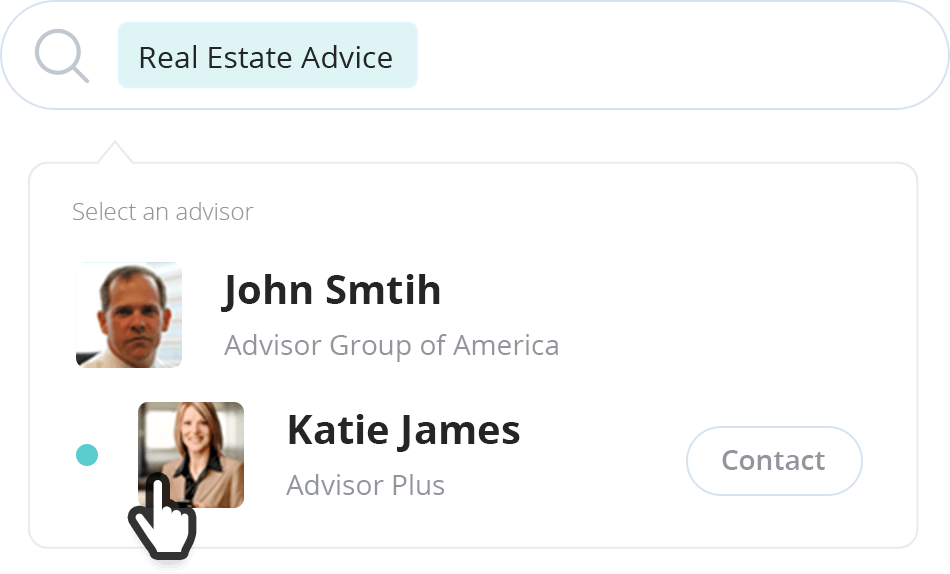 Real Estate Advice
Select an advisor
John Smtih
Advisor Group of America
Katie James
Advisor Plus
Contact